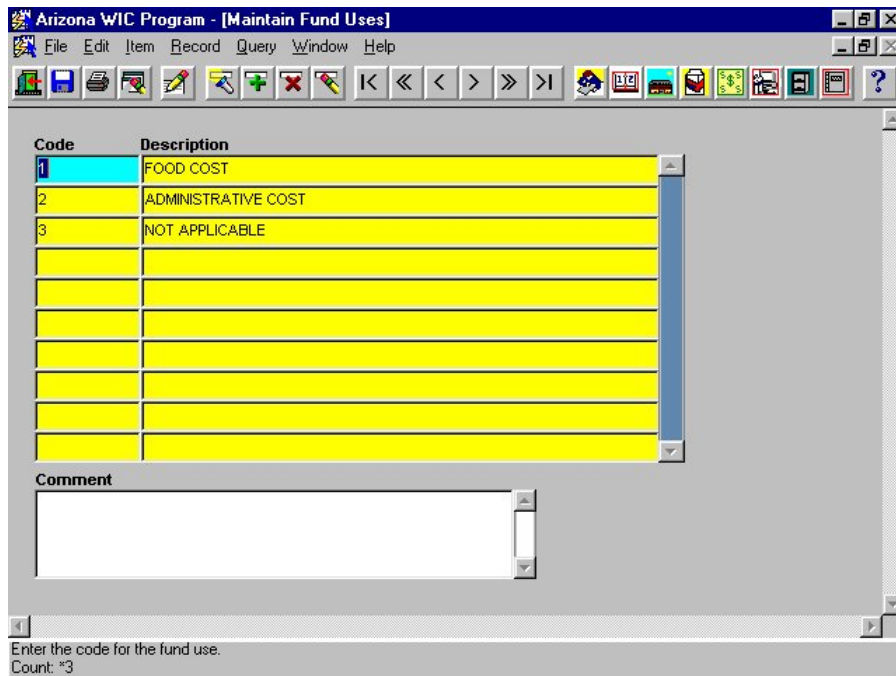 Arizona WIC Program - [Maintain Fund Uses]
File Edit Item Record Query Window Help
Code Description
1 FOOD COST
2 ADMINISTRATIVE COST
3 NOT APPLICABLE
Comment
Enter the code for the fund use.
Count: *3